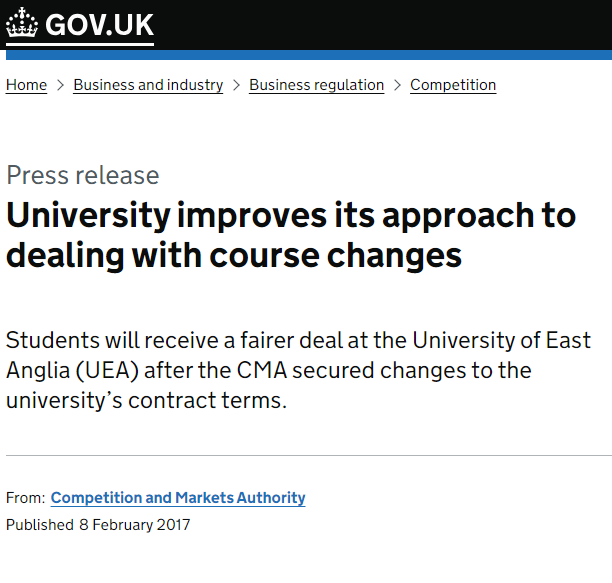 GOV.UK
Home > Business and industry > Business regulation > Competition
Press release
University improves its approach to
dealing with course changes
Students will receive a fairer deal at the University of East
Anglia (UEA) after the CMA secured changes to the
university’s contract terms.
From: Competition and Markets Authority
Published 8 February 2017